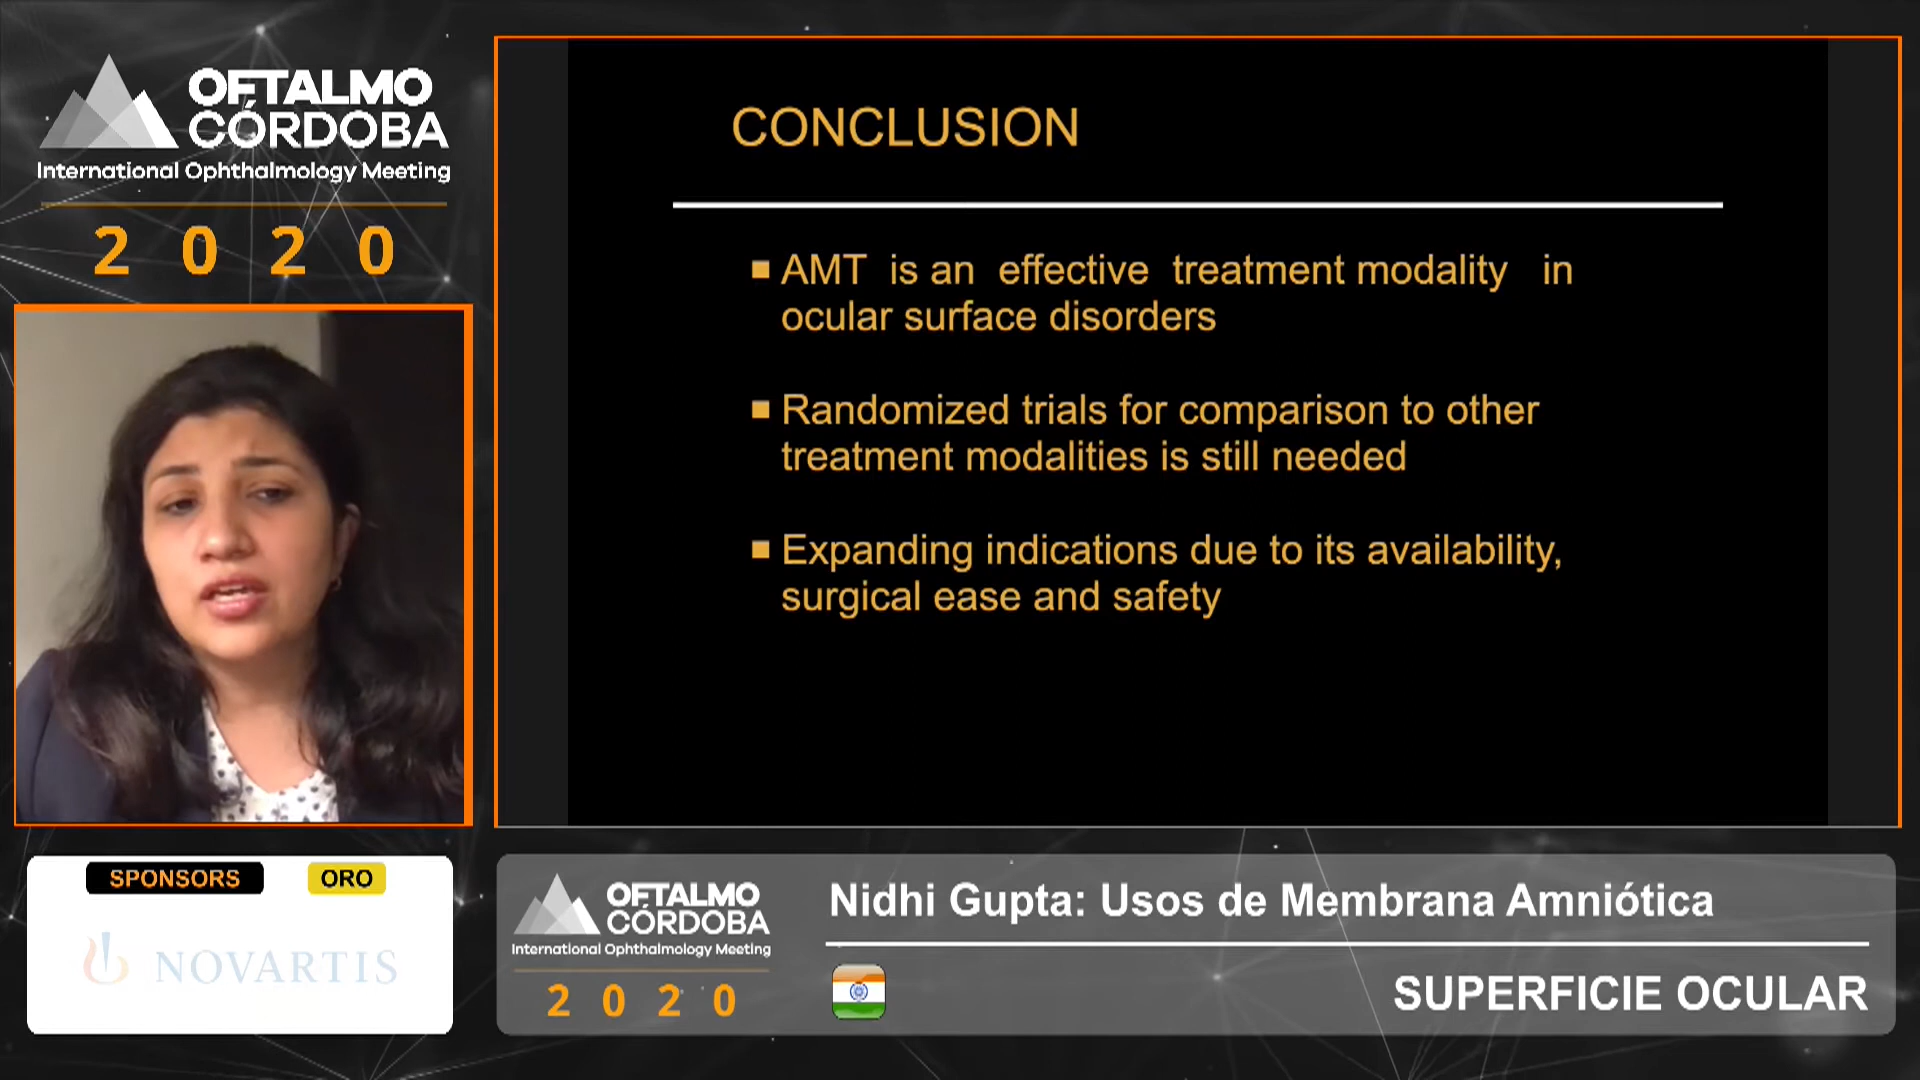 OFTALMO
CÓRDOBA
International Ophthalmology Meeting
2 0 2 0
CONCLUSION
AMT is an effective treatment modality in
ocular surface disorders
Randomized trials for comparison to other
treatment modalities is still needed
Expanding indications due to its availability,
surgical ease and safety
SPONSORS ORO
NOVARTIS
OFTALMO
CÓRDOBA
International Ophthalmology Meeting
2 0 2 0
Nidhi Gupta: Usos de Membrana Amniótica
SUPERFICIE OCULAR